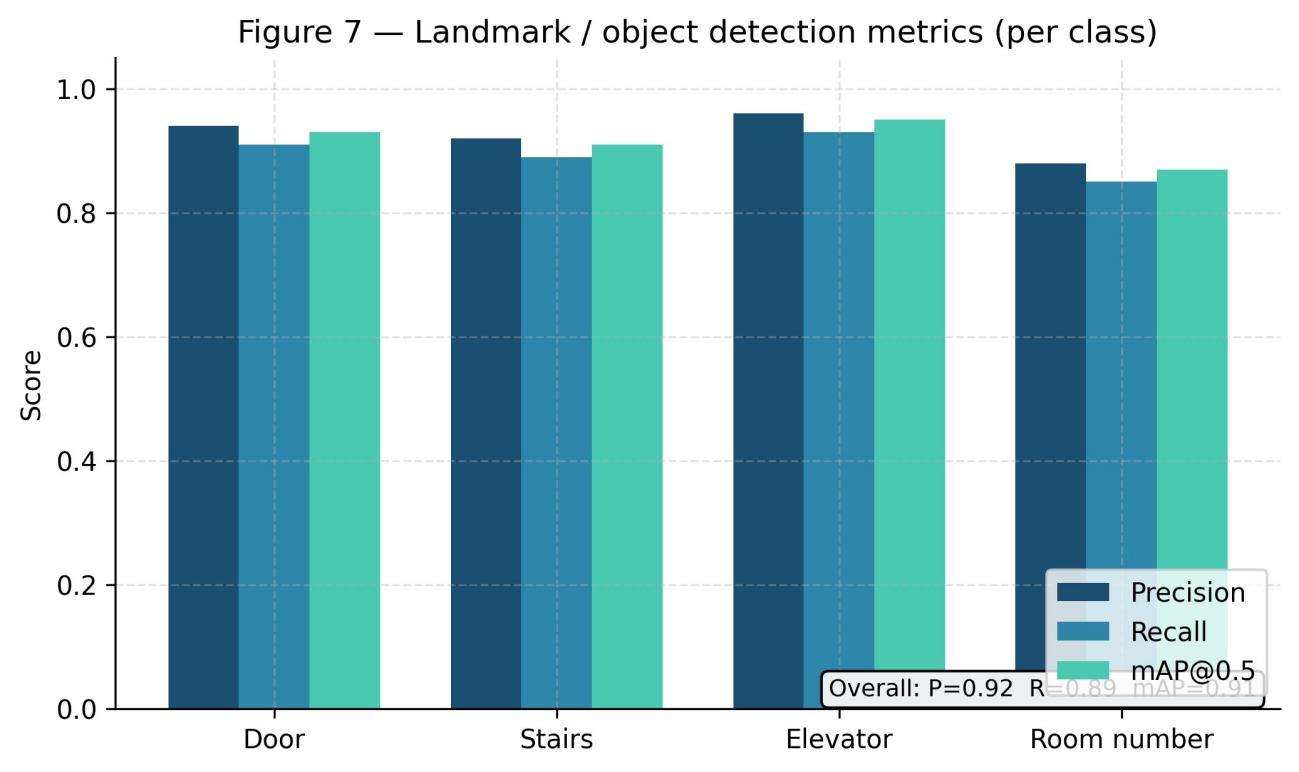 Figure 7 — Landmark / object detection metrics (per class)
Score
1.0
0.8
0.6
0.4
0.2
0.0
Precision
Recall
mAP@0.5
Overall: P=0.92 R=0.89 mAP=0.91
Door Stairs Elevator Room number